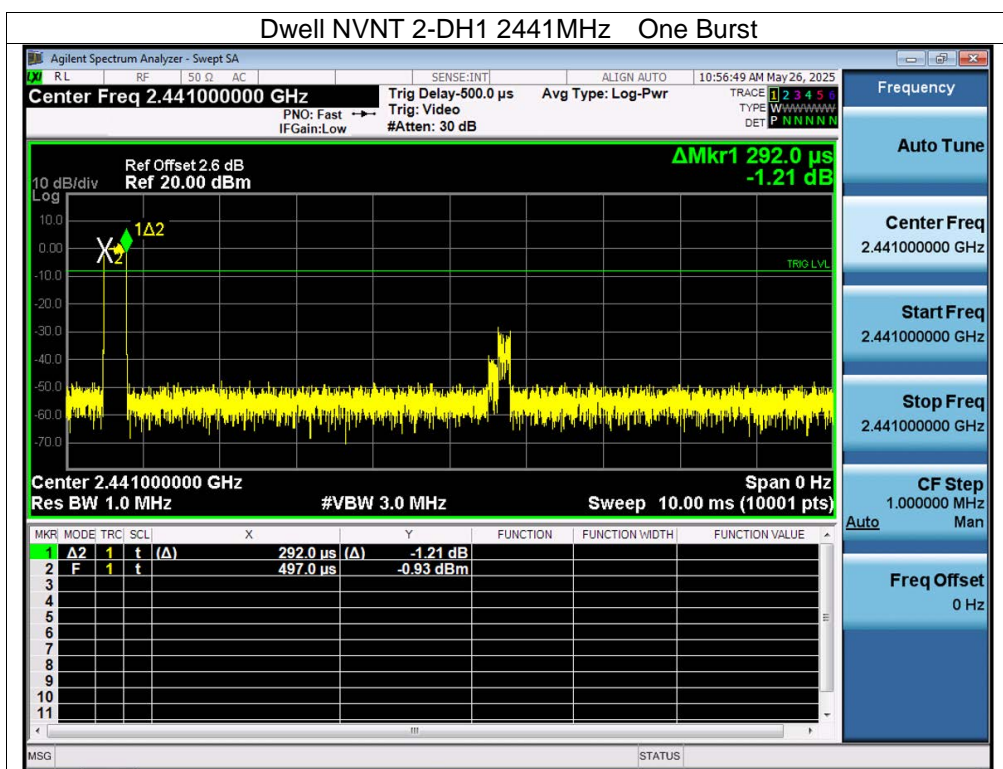 Dwell NVNT 2-DH1 2441MHz One Burst
Agilent Spectrum Analyzer - Swept SA
LXI RL RF 50 Ω AC SENSE:INT ALIGN AUTO 10:56:49 AM May 26, 2025
Center Freq 2.441000000 GHz
PNO: Fast
IFGain:Low
Trig Delay-500.0 µs
Trig: Video
#Atten: 30 dB
Avg Type: Log-Pwr
TRACE 1 2 3 4 5 6
TYPE WWWWWW
DET P N N N N N
Frequency
Auto Tune
Center Freq
2.441000000 GHz
Start Freq
2.441000000 GHz
Stop Freq
2.441000000 GHz
CF Step
1.000000 MHz
Auto Man
Freq Offset
0 Hz
ΔMkr1 292.0 µs
-1.21 dB
Ref Offset 2.6 dB
10 dB/div Ref 20.00 dBm
Log
10.0
0.00
-10.0
-20.0
-30.0
-40.0
-50.0
-60.0
-70.0
1Δ2
X2
TRIG LVL
Center 2.441000000 GHz Span 0 Hz
Res BW 1.0 MHz #VBW 3.0 MHz Sweep 10.00 ms (10001 pts)
MKR MODE TRC SCL X Y FUNCTION FUNCTION WIDTH FUNCTION VALUE
1 Δ2 1 t (Δ) 292.0 µs (Δ) -1.21 dB
2 F 1 t 497.0 µs -0.93 dBm
3
4
5
6
7
8
9
10
11
MSG STATUS